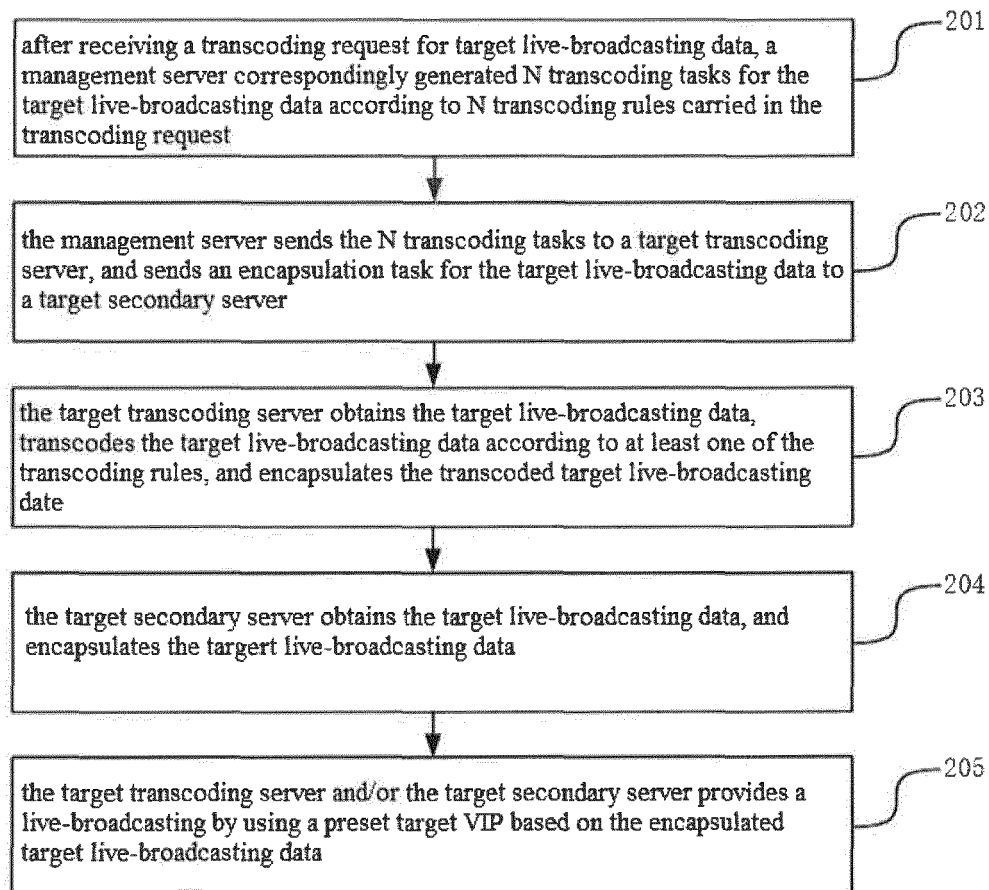 201
after receiving a transcoding request for target live-broadcasting data, a
management server correspondingly generated N transcoding tasks for the
target live-broadcasting data according to N transcoding rules carried in the
transcoding request
202
the management server sends the N transcoding tasks to a target transcoding
server, and sends an encapsulation task for the target live-broadcasting data to
a target secondary server
203
the target transcoding server obtains the target live-broadcasting data,
transcodes the target live-broadcasting data according to at least one of the
transcoding rules, and encapsulates the transcoded target live-broadcasting
date
204
the target secondary server obtains the target live-broadcasting data, and
encapsulates the targert live-broadcasting data
205
the target transcoding server and/or the target secondary server provides a
live-broadcasting by using a preset target VIP based on the encapsulated
target live-broadcasting data